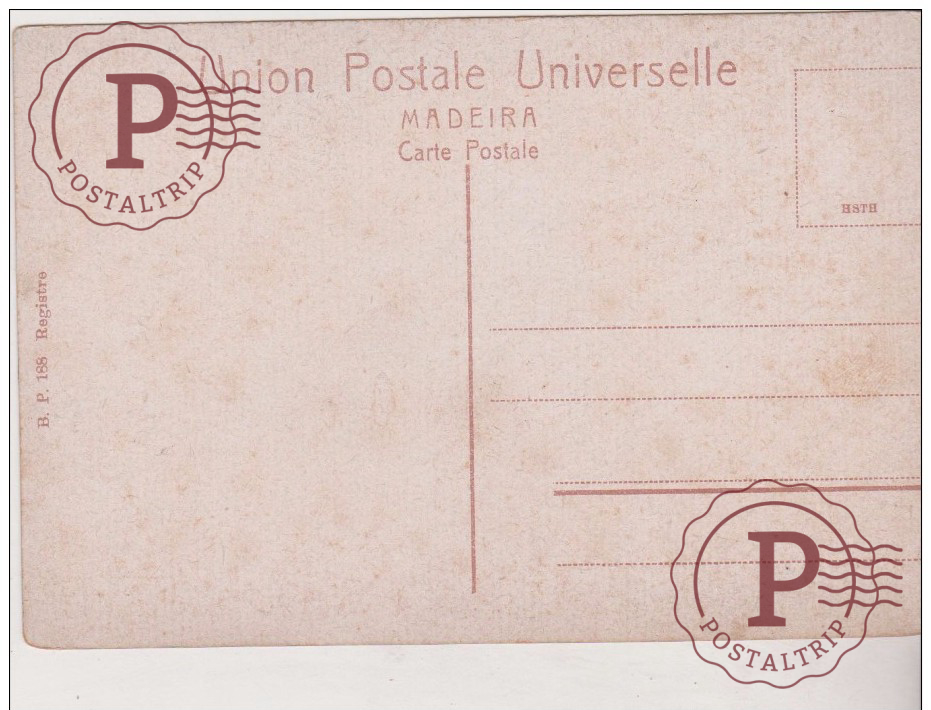 Union Postale Universelle
MADEIRA
Carte Postale
HSTH
B. P. 188 Registre
P
POSTALTRIP
P
POSTALTRIP